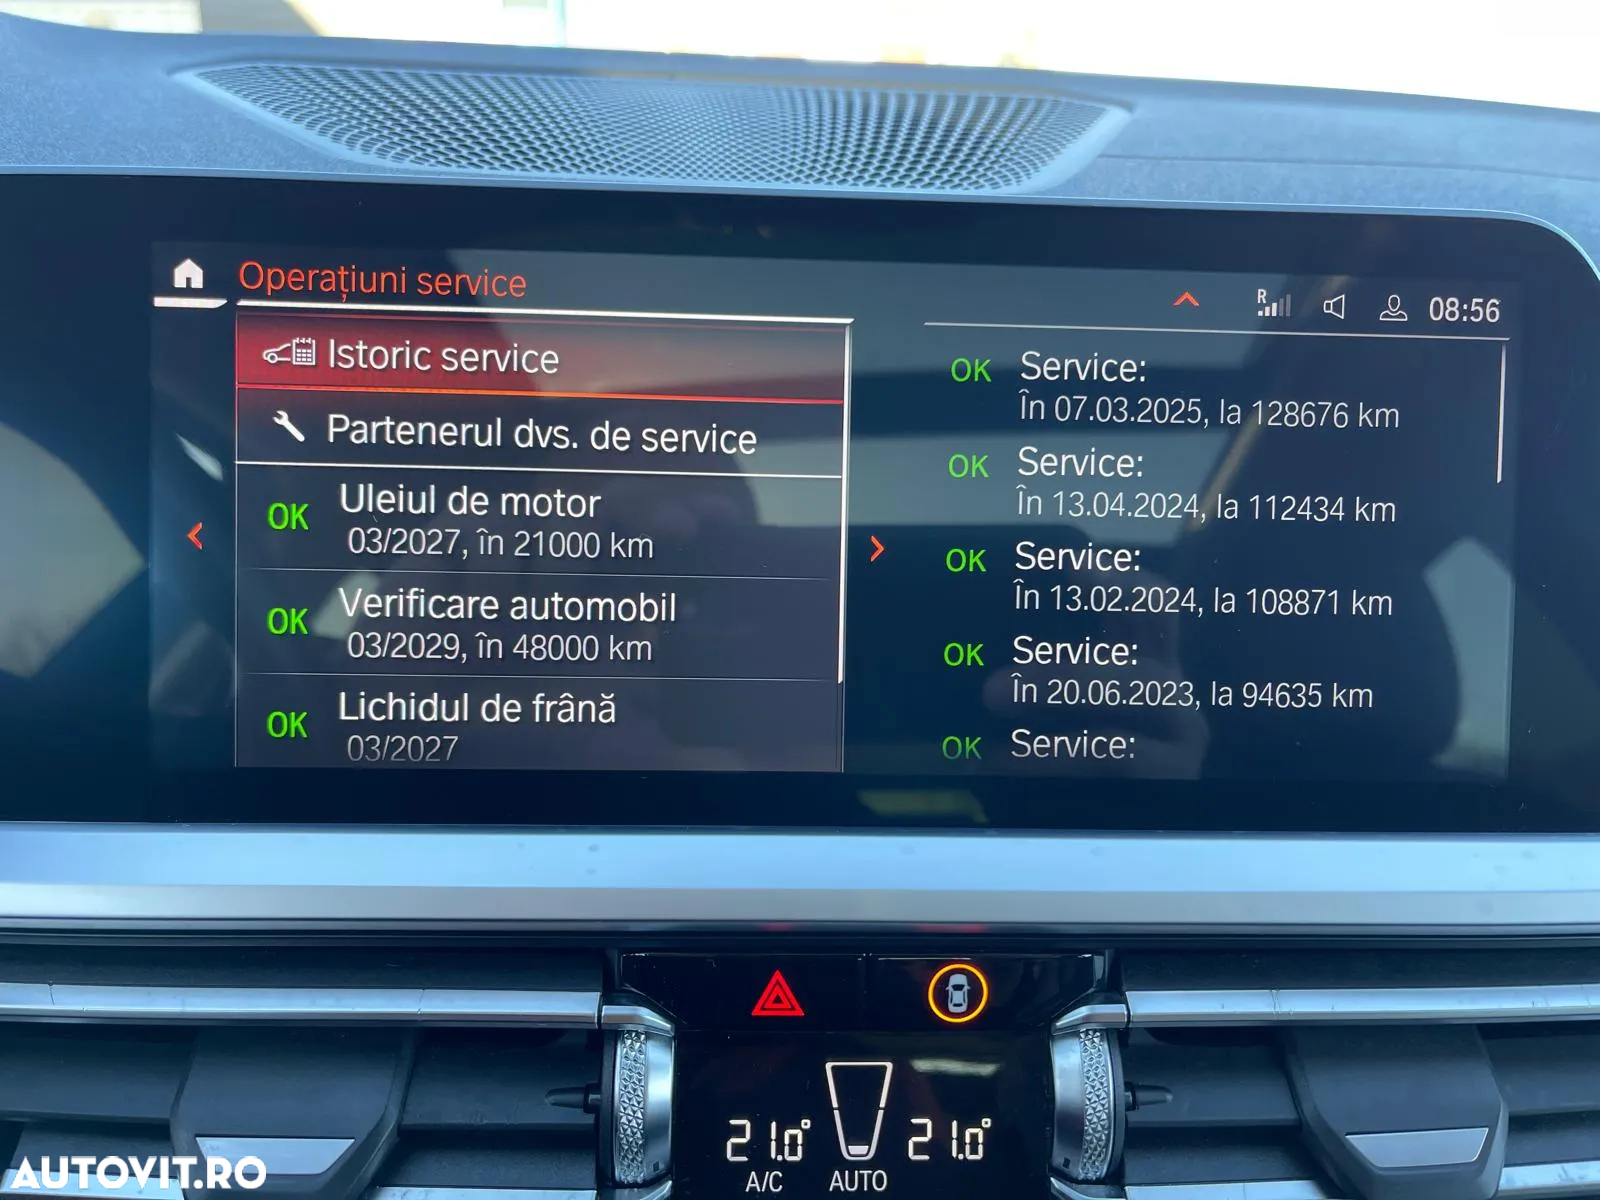 Operațiuni service
R
08:56
Istoric service
Partenerul dvs. de service
OK Uleiul de motor
03/2027, în 21000 km
OK Verificare automobil
03/2029, în 48000 km
OK Lichidul de frână
03/2027
OK Service:
În 07.03.2025, la 128676 km
OK Service:
În 13.04.2024, la 112434 km
OK Service:
În 13.02.2024, la 108871 km
OK Service:
În 20.06.2023, la 94635 km
OK Service:
21.0° 21.0°
A/C AUTO
AUTOVIT.RO